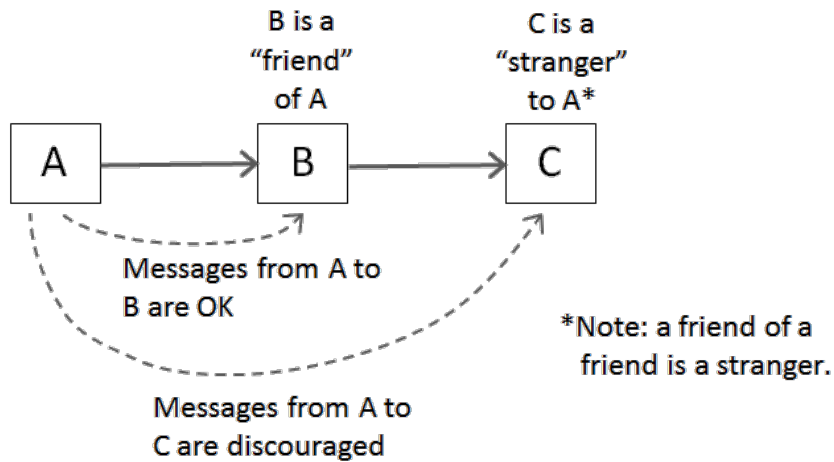 B is a
“friend”
of A
C is a
“stranger”
to A*
A
B
C
Messages from A to
B are OK
*Note: a friend of a
friend is a stranger.
Messages from A to
C are discouraged